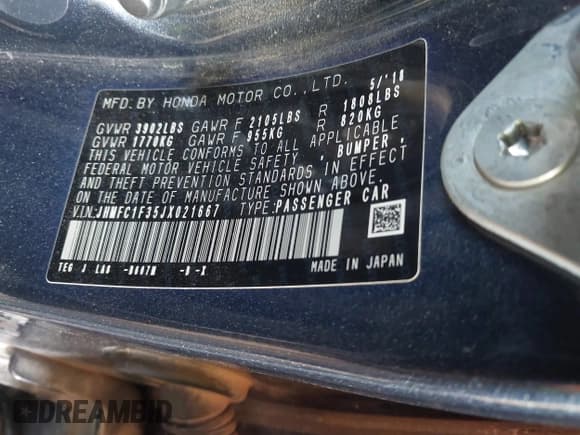 MFD. BY HONDA MOTOR CO.,LTD. 5/'18
GVWR 3902LBS GAWR F 2105LBS R 1808LBS
GVWR 1770KG GAWR F 955KG R 820KG
THIS VEHICLE CONFORMS TO ALL APPLICABLE
FEDERAL MOTOR VEHICLE SAFETY, BUMPER,
AND THEFT PREVENTION STANDARDS IN EFFECT
ON THE DATE OF MANUFACTURE SHOWN ABOVE.
V.I.N:JHMFC1F35JX021667 TYPE:PASSENGER CAR
TEG J -B-X
MADE IN JAPAN
DREAMBID